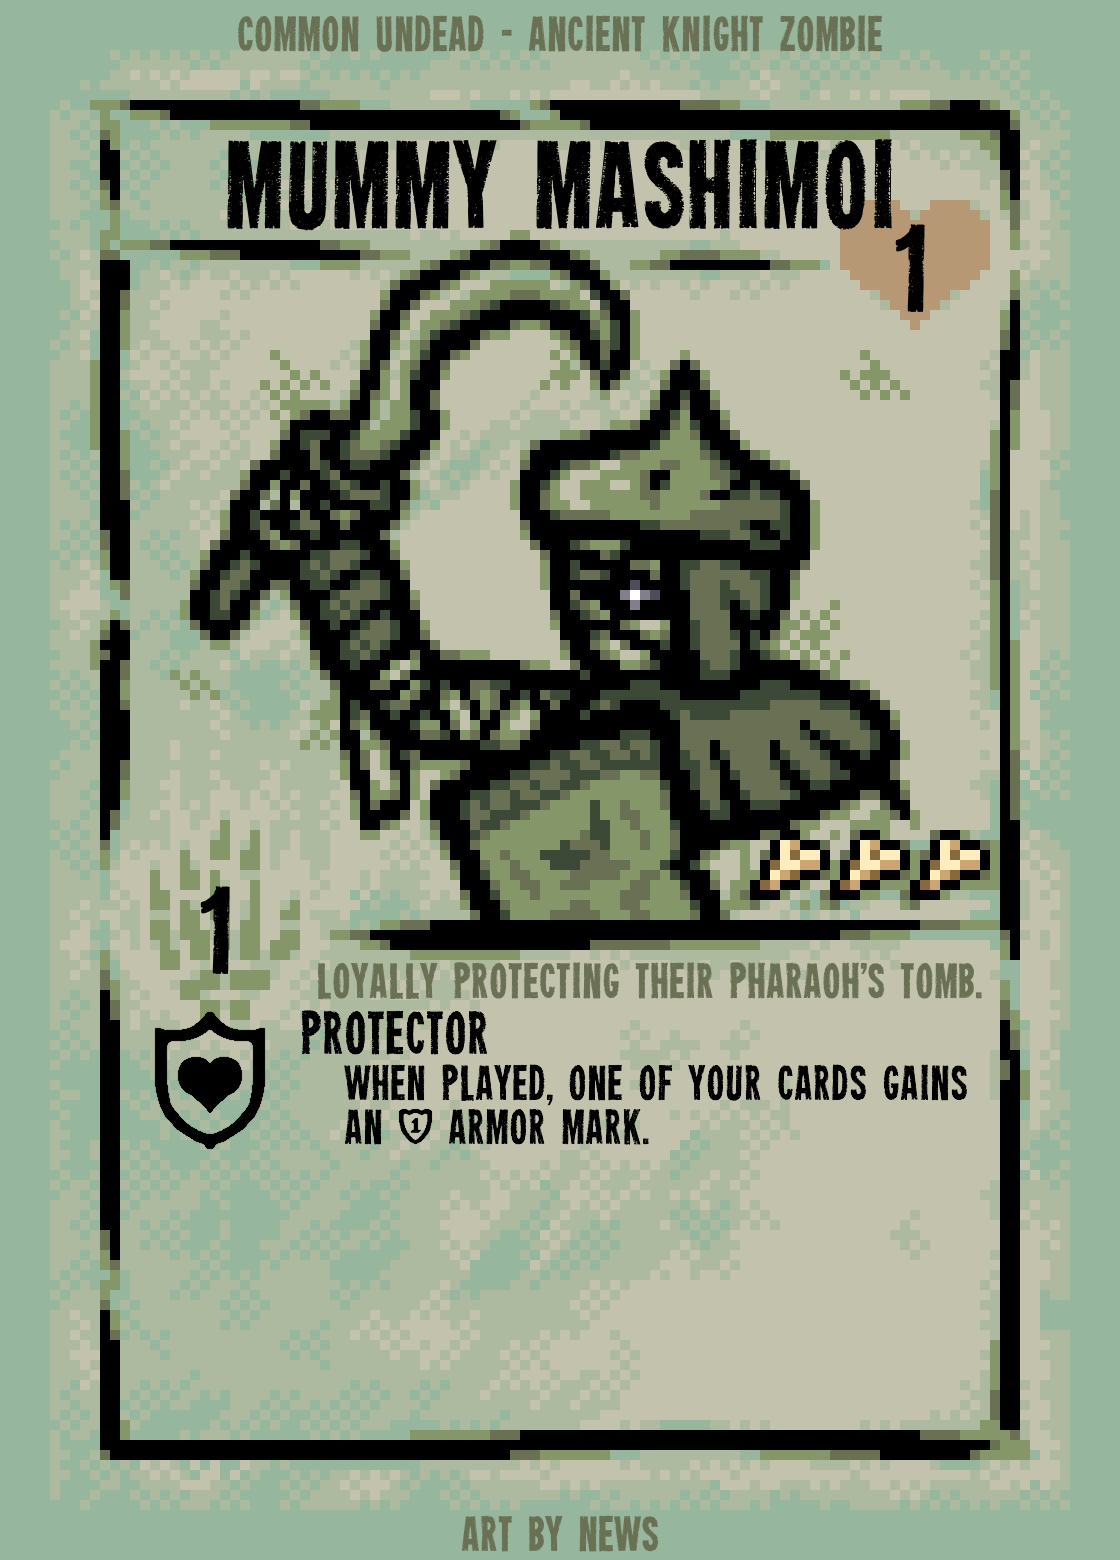 COMMON UNDEAD - ANCIENT KNIGHT ZOMBIE
MUMMY MASHIMOI
1
1
LOYALLY PROTECTING THEIR PHARAOH'S TOMB.
PROTECTOR
WHEN PLAYED, ONE OF YOUR CARDS GAINS
AN 1 ARMOR MARK.
ART BY NEWS